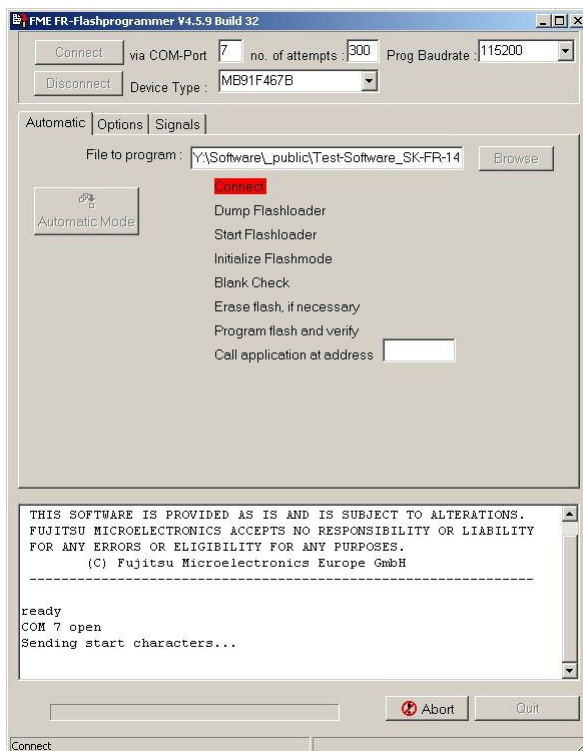 FME FR-Flashprogrammer V4.5.9 Build 32
Connect via COM-Port 7 no. of attempts : 300 Prog Baudrate : 115200
Disconnect Device Type : MB91F467B
Automatic Options Signals
File to program : Y:\Software\_public\Test-Software_SK-FR-14 Browse
Connect
Automatic Mode
Dump Flashloader
Start Flashloader
Initialize Flashmode
Blank Check
Erase flash, if necessary
Program flash and verify
Call application at address
THIS SOFTWARE IS PROVIDED AS IS AND IS SUBJECT TO ALTERATIONS.
FUJITSU MICROELECTRONICS ACCEPTS NO RESPONSIBILITY OR LIABILITY
FOR ANY ERRORS OR ELIGIBILITY FOR ANY PURPOSES.
(C) Fujitsu Microelectronics Europe GmbH
---------------------------------------------------------------
ready
COM 7 open
Sending start characters...
Abort Quit
Connect